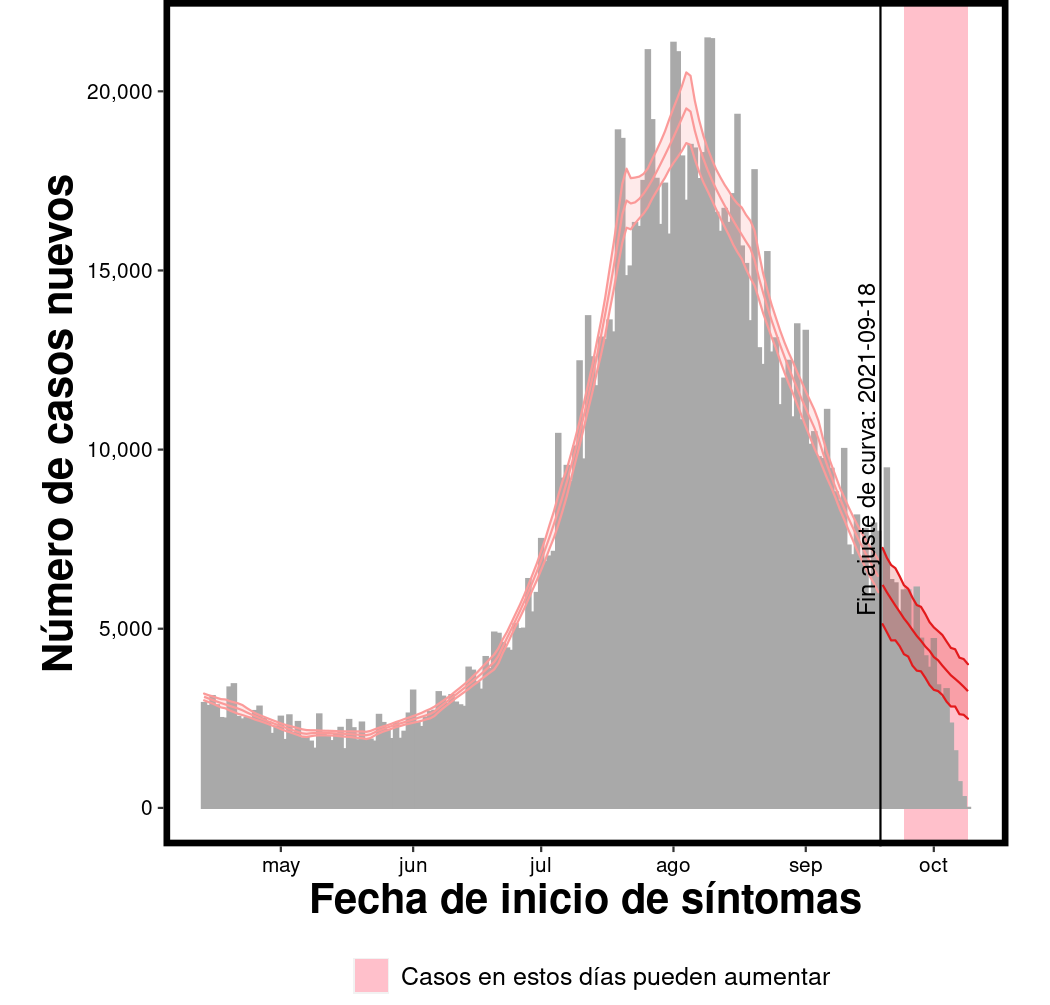 Número de casos nuevos
20,000
15,000
10,000
5,000
0
Fin ajuste de curva: 2021-09-18
may jun jul ago sep oct
Fecha de inicio de síntomas
Casos en estos días pueden aumentar